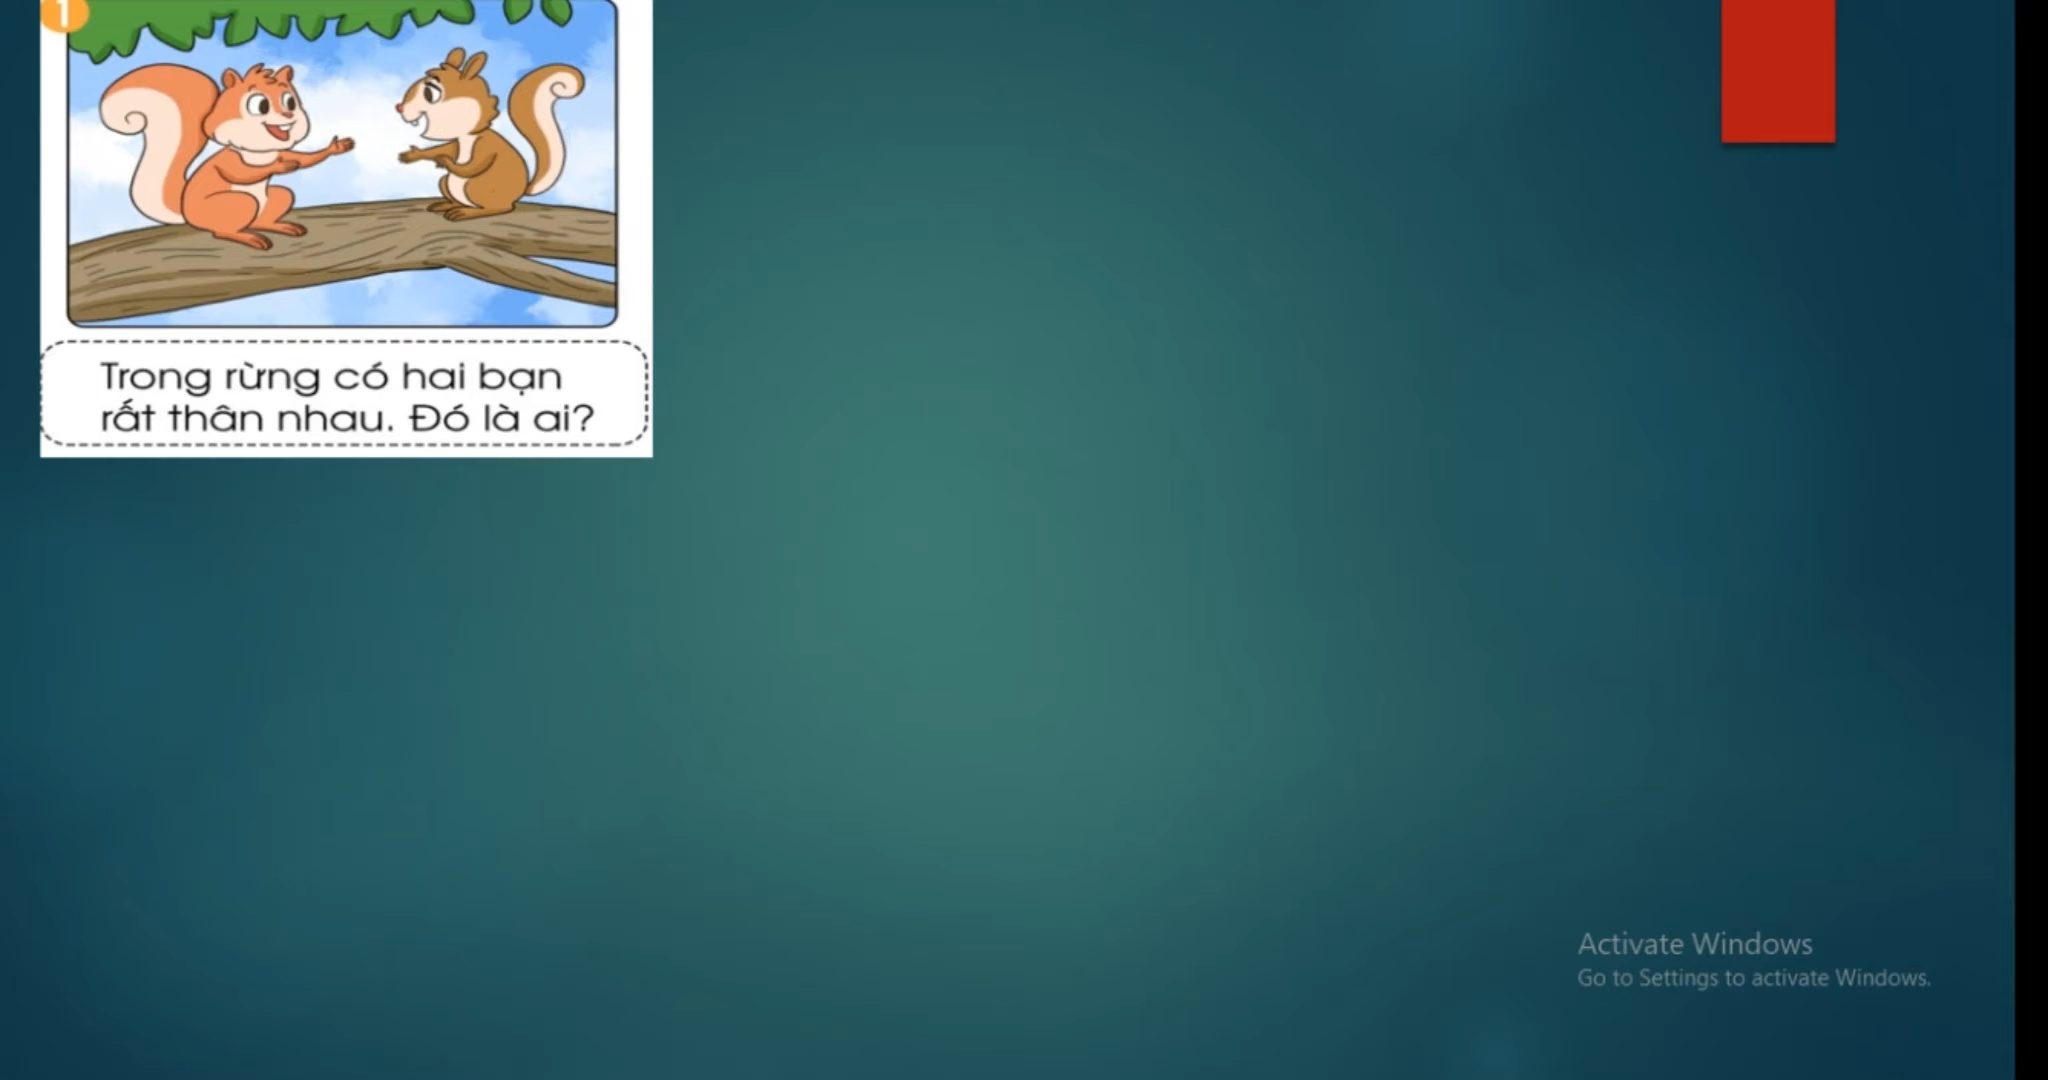 1
Trong rừng có hai bạn
rất thân nhau. Đó là ai?
Activate Windows
Go to Settings to activate Windows.